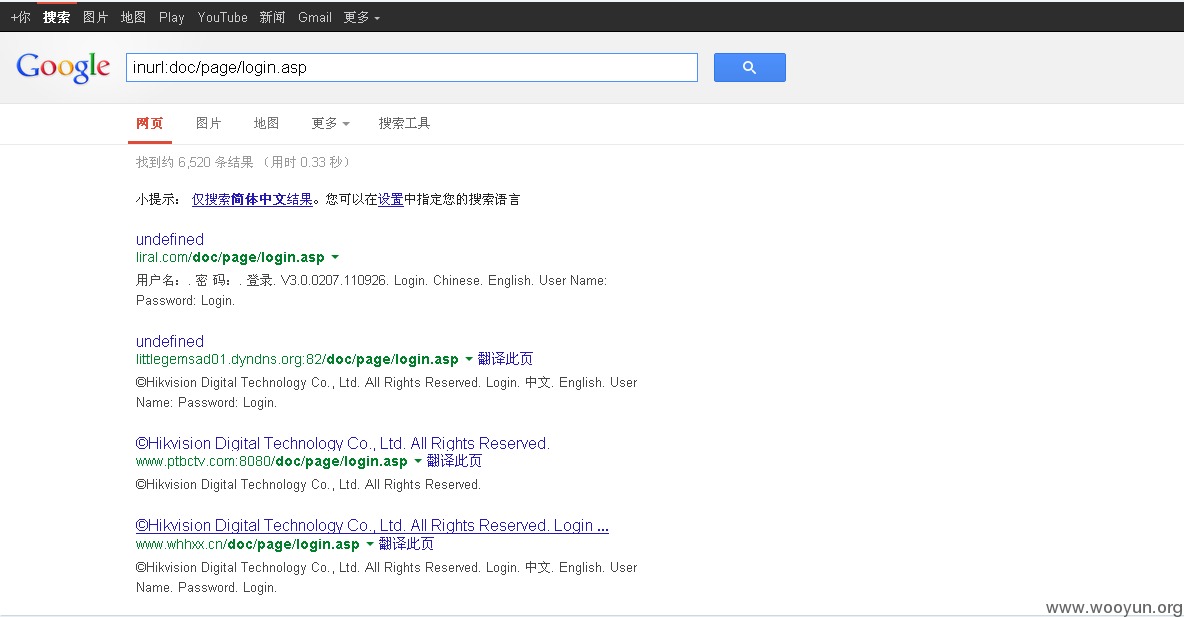 +你 搜索 图片 地图 Play YouTube 新闻 Gmail 更多
Google inurl:doc/page/login.asp
网页 图片 地图 更多 搜索工具
找到约 6,520 条结果 （用时 0.33 秒）
小提示： 仅搜索简体中文结果。您可以在设置中指定您的搜索语言
undefined
liral.com/doc/page/login.asp
用户名：. 密 码：. 登录. V3.0.0207.110926. Login. Chinese. English. User Name:
Password: Login.
undefined
littlegemsad01.dyndns.org:82/doc/page/login.asp 翻译此页
©Hikvision Digital Technology Co., Ltd. All Rights Reserved. Login. 中文. English. User
Name: Password: Login.
©Hikvision Digital Technology Co., Ltd. All Rights Reserved.
www.ptbctv.com:8080/doc/page/login.asp 翻译此页
©Hikvision Digital Technology Co., Ltd. All Rights Reserved.
©Hikvision Digital Technology Co., Ltd. All Rights Reserved. Login ...
www.whhxx.cn/doc/page/login.asp 翻译此页
©Hikvision Digital Technology Co., Ltd. All Rights Reserved. Login. 中文. English. User
Name. Password. Login.
www.wooyun.org